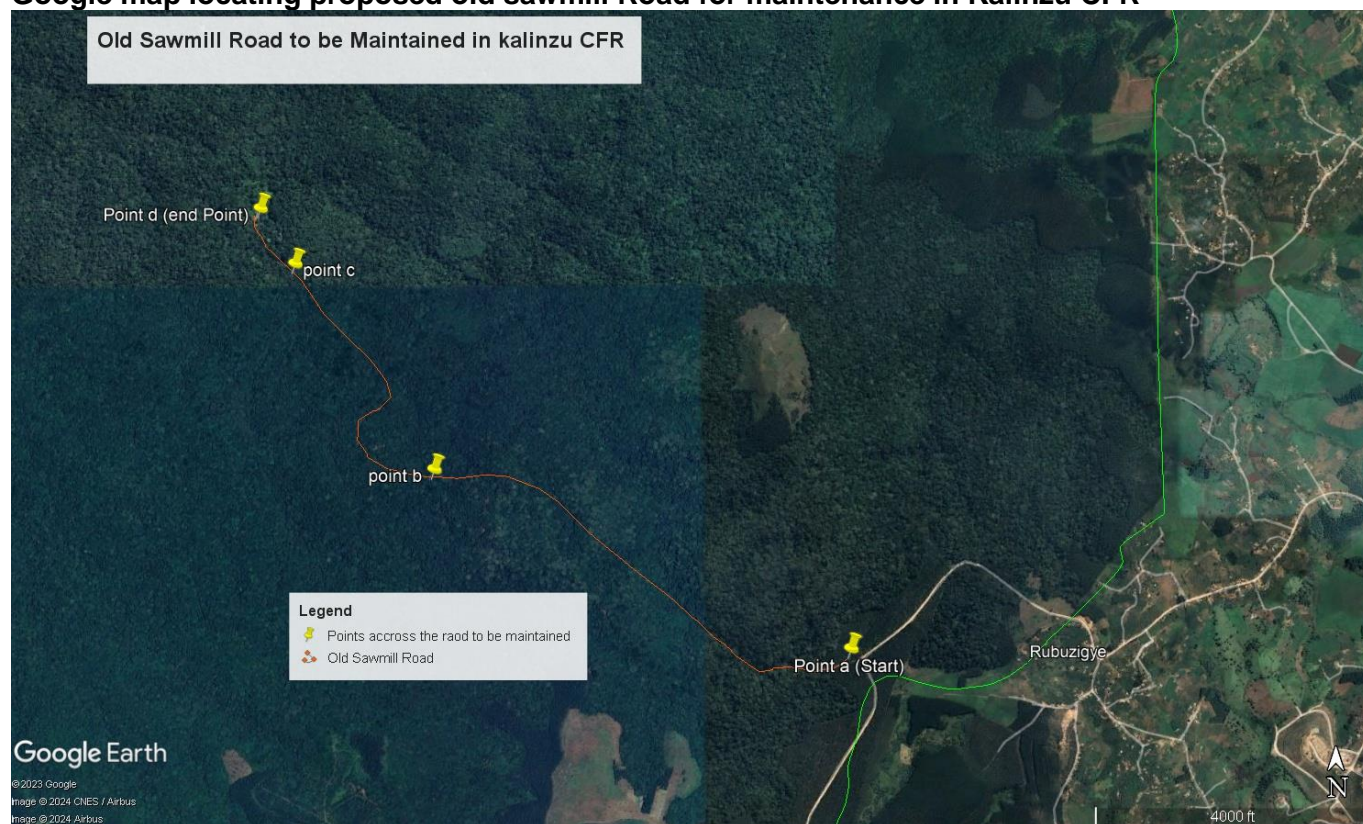 Google map locating proposed old sawmill Road for maintenance in Kalinzu CFR
Old Sawmill Road to be Maintained in kalinzu CFR
Point d (end Point)
point c
point b
Point a (Start)
Rubuzigye
Legend
Points accross the raod to be maintained
Old Sawmill Road
Google Earth
©2023 Google
Image © 2024 CNES / Airbus
Image © 2024 Airbus
N
4000 ft